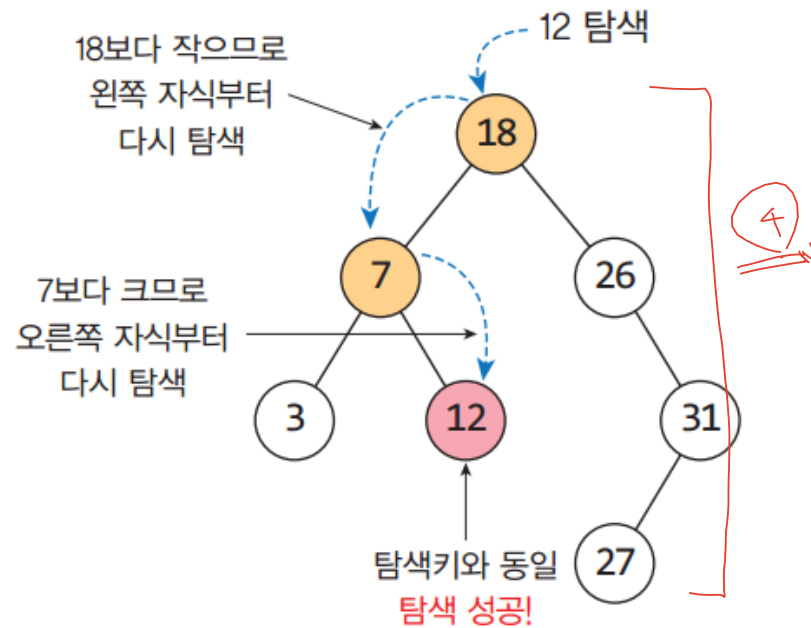 12 탐색
18보다 작으므로
왼쪽 자식부터
다시 탐색
18
4
7
26
7보다 크므로
오른쪽 자식부터
다시 탐색
3
12
31
27
탐색키와 동일
탐색 성공!